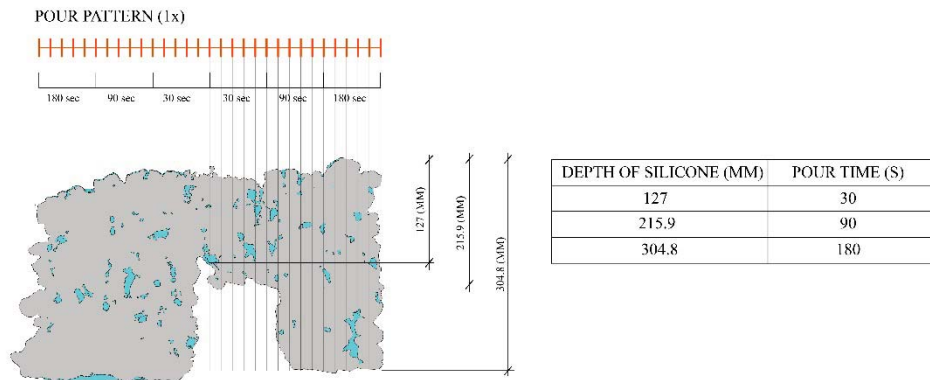 POUR PATTERN (1x)
180 sec 90 sec 30 sec 30 sec 90 sec 180 sec
127 (MM)
215.9 (MM)
304.8 (MM)
DEPTH OF SILICONE (MM) POUR TIME (S)
127 30
215.9 90
304.8 180